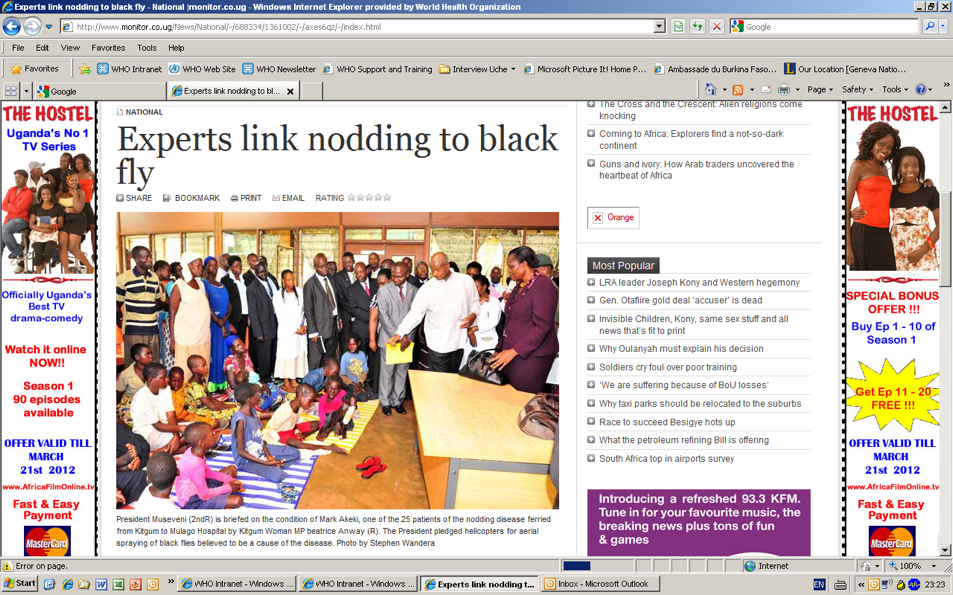 Experts link nodding to black fly - National |monitor.co.ug - Windows Internet Explorer provided by World Health Organization
http://www.monitor.co.ug/News/National/-/688334/1361002/-/axes6qz/-/index.html
Google
File Edit View Favorites Tools Help
Favorites WHO Intranet WHO Web Site WHO Newsletter WHO Support and Training Interview Uche Microsoft Picture It! Home P... Ambassade du Burkina Faso... Our Location [Geneva Natio...
Google Experts link nodding to bl... Page Safety Tools
THE HOSTEL
Uganda's No 1
TV Series
Officially Uganda's
Best TV
drama-comedy
Watch it online
NOW!!
Season 1
90 episodes
available
OFFER VALID TILL
MARCH
21st 2012
www.AfricaFilmOnline.tv
Fast & Easy
Payment
MasterCard
NATIONAL
Experts link nodding to black
fly
SHARE BOOKMARK PRINT EMAIL RATING
President Museveni (2ndR) is briefed on the condition of Mark Akeki, one of the 25 patients of the nodding disease ferried
from Kitgum to Mulago Hospital by Kitgum Woman MP beatrice Anway (R). The President pledged helicopters for aerial
spraying of black flies believed to be a cause of the disease. Photo by Stephen Wandera
The Cross and the Crescent: Alien religions come
knocking
Coming to Africa: Explorers find a not-so-dark
continent
Guns and ivory: How Arab traders uncovered the
heartbeat of Africa
Orange
Most Popular
LRA leader Joseph Kony and Western hegemony
Gen. Otafiire gold deal 'accuser' is dead
Invisible Children, Kony, same sex stuff and all
news that's fit to print
Why Oulanyah must explain his decision
Soldiers cry foul over poor training
'We are suffering because of BoU losses'
Why taxi parks should be relocated to the suburbs
Race to succeed Besigye hots up
What the petroleum refining Bill is offering
South Africa top in airports survey
Introducing a refreshed 93.3 KFM.
Tune in for your favourite music, the
breaking news plus tons of fun
& games
THE HOSTEL
SPECIAL BONUS
OFFER !!!
Buy Ep 1 - 10 of
Season 1
Get Ep 11 - 20
FREE !!!
OFFER VALID TILL
MARCH
21st 2012
www.AfricaFilmOnline.tv
Fast & Easy
Payment
MasterCard
Error on page. Internet 100%
Start WHO Intranet - Windows ... WHO Intranet - Windows ... Experts link nodding t... Inbox - Microsoft Outlook EN 23:23